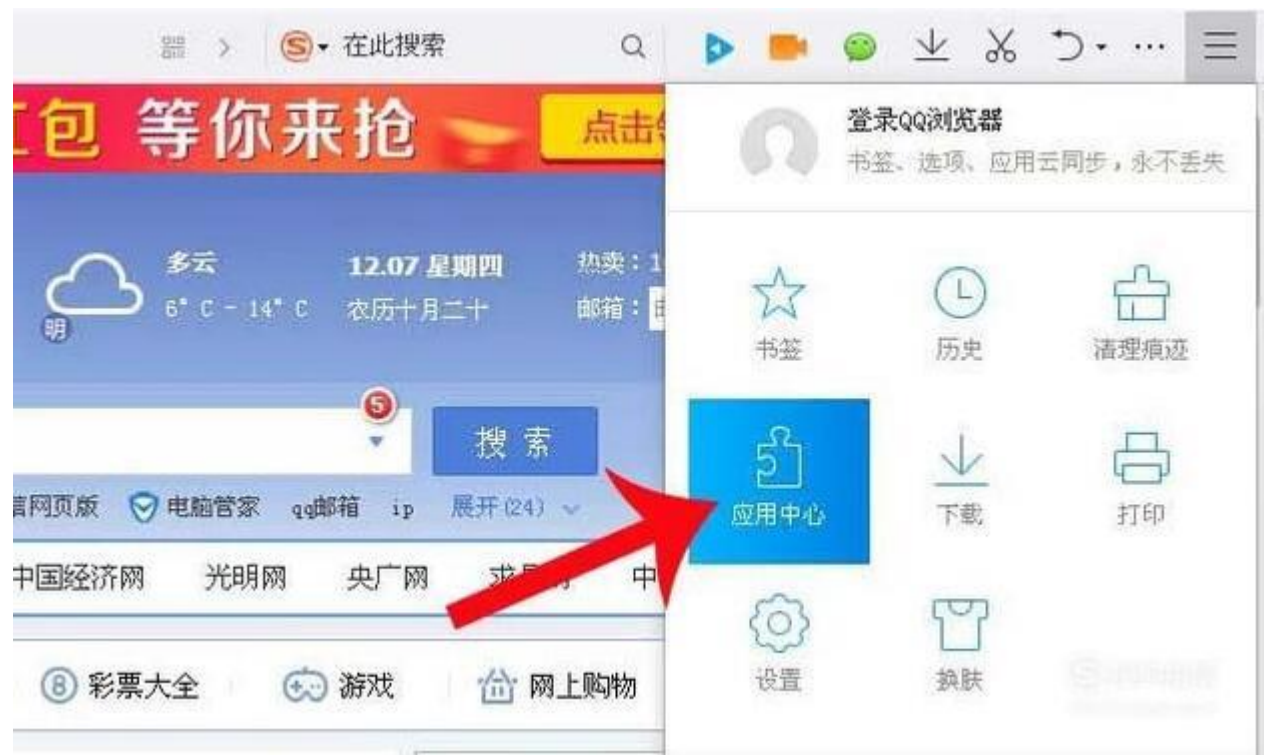 在此搜索
包 等你来抢
点击
登录QQ浏览器
书签、选项、应用云同步,永不丢失
多云
12.07 星期四
热卖:1
6°C - 14°C
农历十月二十
邮箱:
明
书签
历史
清理痕迹
5
搜 索
应用中心
下载
打印
信网页版
电脑管家
qq邮箱
ip
展开(24)
中国经济网
光明网
央广网
求
中
设置
换肤
8
彩票大全
游戏
网上购物